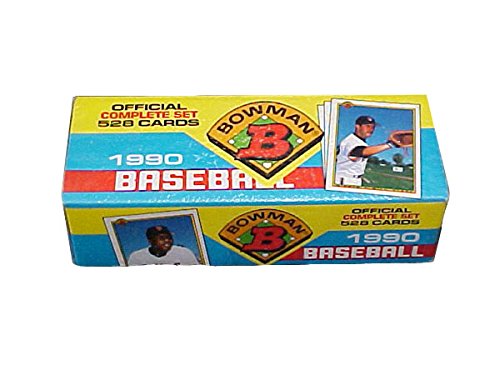 OFFICIAL
COMPLETE SET
528 CARDS
BOWMAN
B
1990
BASEBALL
BOWMAN
B
OFFICIAL
COMPLETE SET
528 CARDS
1990
BASEBALL